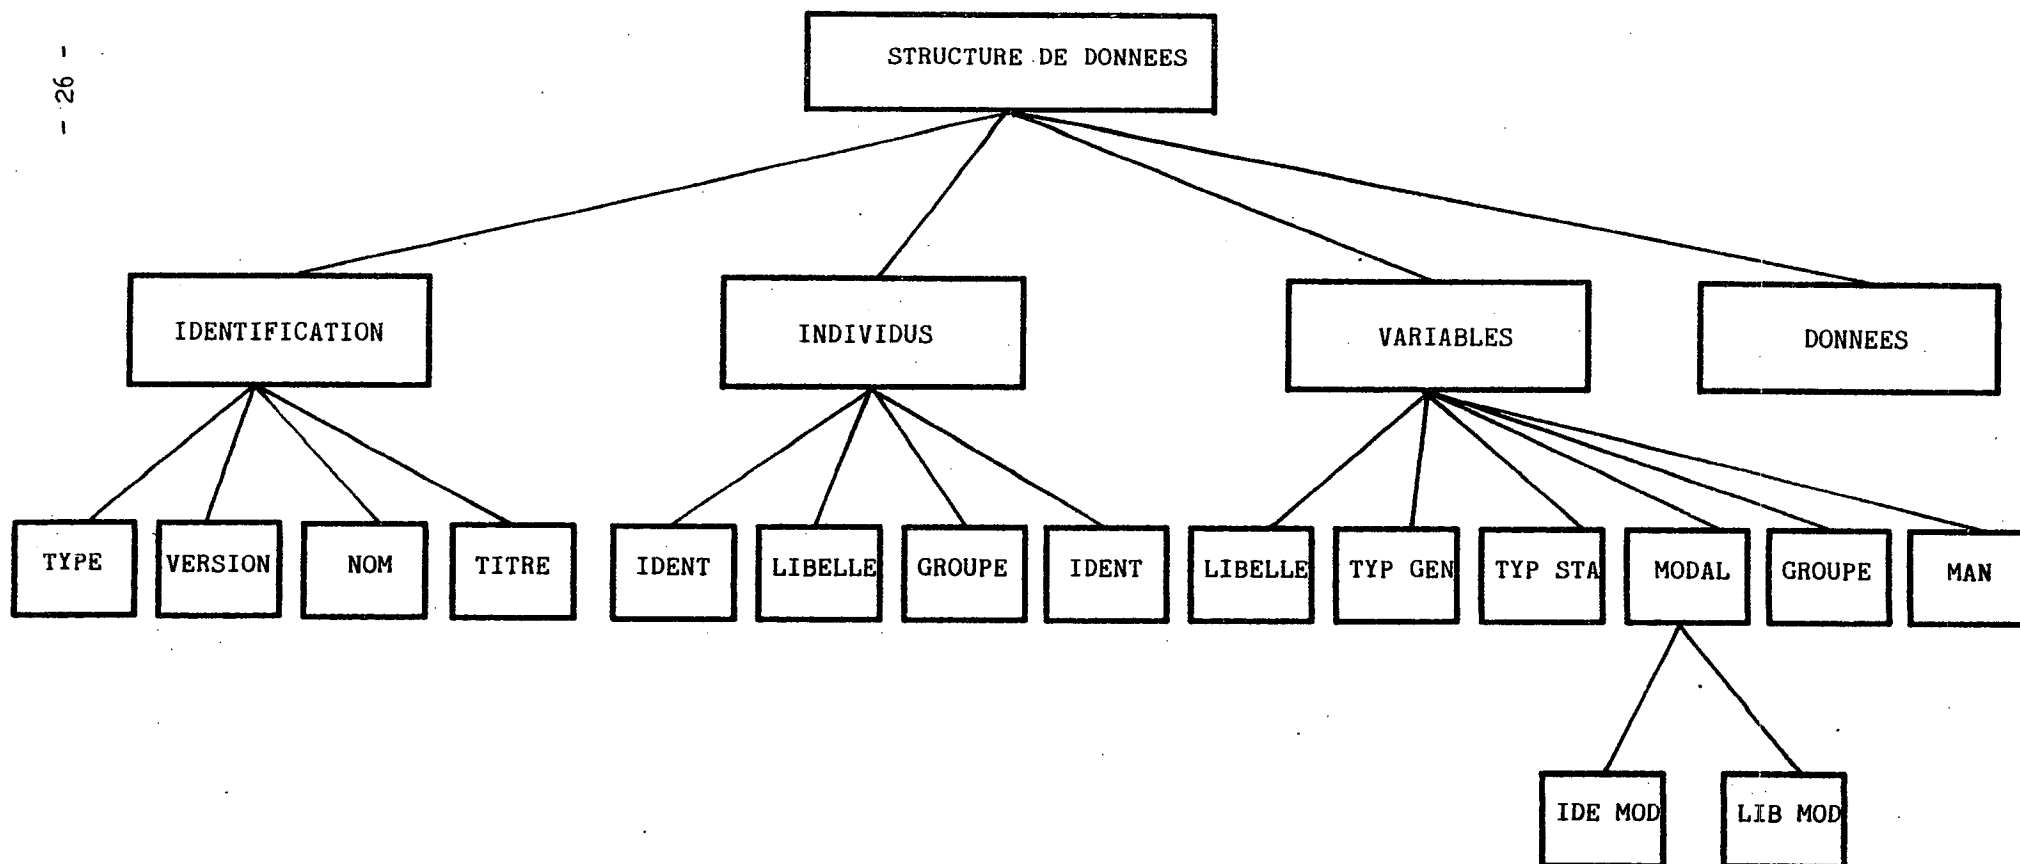 - 26 -
STRUCTURE DE DONNEES
IDENTIFICATION
INDIVIDUS
VARIABLES
DONNEES
TYPE
VERSION
NOM
TITRE
IDENT
LIBELLE
GROUPE
IDENT
LIBELLE
TYP GEN
TYP STA
MODAL
GROUPE
MAN
IDE MOD
LIB MOD